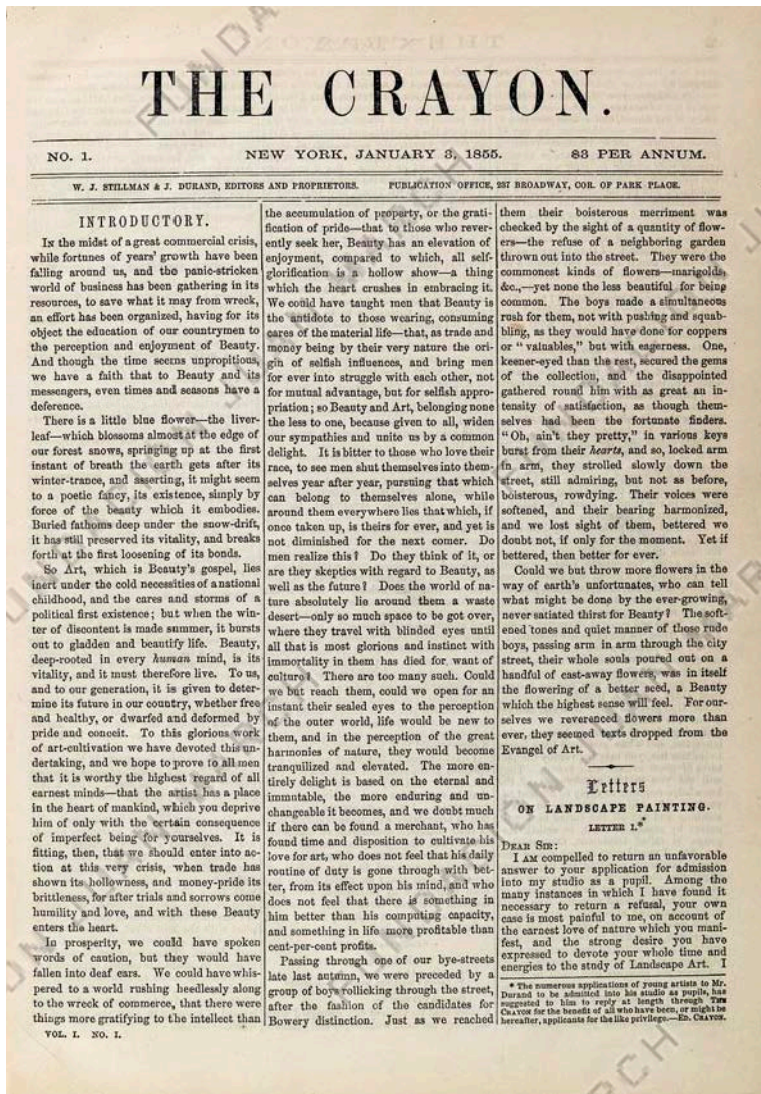 THE CRAYON.
NO. 1.
NEW YORK, JANUARY 3, 1855.
$3 PER ANNUM.
W. J. STILLMAN & J. DURAND, EDITORS AND PROPRIETORS.
PUBLICATION OFFICE, 237 BROADWAY, COR. OF PARK PLACE.
INTRODUCTORY.
IN the midst of a great commercial crisis,
while fortunes of years' growth have been
falling around us, and the panic-stricken
world of business has been gathering in its
resources, to save what it may from wreck,
an effort has been organized, having for its
object the education of our countrymen to
the perception and enjoyment of Beauty.
And though the time seems unpropitious,
we have a faith that to Beauty and its
messengers, even times and seasons have a
deference.
There is a little blue flower—the liver-
leaf—which blossoms almost at the edge of
our forest snows, springing up at the first
instant of breath the earth gets after its
winter-trance, and asserting, it might seem
to a poetic fancy, its existence, simply by
force of the beauty which it embodies.
Buried fathoms deep under the snow-drift,
it has still preserved its vitality, and breaks
forth at the first loosening of its bonds.
So Art, which is Beauty's gospel, lies
inert under the cold necessities of a national
childhood, and the cares and storms of a
political first existence; but when the win-
ter of discontent is made summer, it bursts
out to gladden and beautify life. Beauty,
deep-rooted in every human mind, is its
vitality, and it must therefore live. To us,
and to our generation, it is given to deter-
mine its future in our country, whether free
and healthy, or dwarfed and deformed by
pride and conceit. To this glorious work
of art-cultivation we have devoted this un-
dertaking, and we hope to prove to all men
that it is worthy the highest regard of all
earnest minds—that the artist has a place
in the heart of mankind, which you deprive
him of only with the certain consequence
of imperfect being for yourselves. It is
fitting, then, that we should enter into ac-
tion at this very crisis, when trade has
shown its hollowness, and money-pride its
brittleness, for after trials and sorrows come
humility and love, and with these Beauty
enters the heart.
In prosperity, we could have spoken
words of caution, but they would have
fallen into deaf ears. We could have whis-
pered to a world rushing heedlessly along
to the wreck of commerce, that there were
things more gratifying to the intellect than
VOL. I. NO. I.
the accumulation of property, or the grati-
fication of pride—that to those who rever-
ently seek her, Beauty has an elevation of
enjoyment, compared to which, all self-
glorification is a hollow show—a thing
which the heart crushes in embracing it.
We could have taught men that Beauty is
the antidote to those wearing, consuming
cares of the material life—that, as trade and
money being by their very nature the ori-
gin of selfish influences, and bring men
for ever into struggle with each other, not
for mutual advantage, but for selfish appro-
priation; so Beauty and Art, belonging none
the less to one, because given to all, widen
our sympathies and unite us by a common
delight. It is bitter to those who love their
race, to see men shut themselves into them-
selves year after year, pursuing that which
can belong to themselves alone, while
around them everywhere lies that which, if
once taken up, is theirs for ever, and yet is
not diminished for the next comer. Do
men realize this? Do they think of it, or
are they skeptics with regard to Beauty, as
well as the future? Does the world of na-
ture absolutely lie around them a waste
desert—only so much space to be got over,
where they travel with blinded eyes until
all that is most glorious and instinct with
immortality in them has died for want of
culture? There are too many such. Could
we but reach them, could we open for an
instant their sealed eyes to the perception
of the outer world, life would be new to
them, and in the perception of the great
harmonies of nature, they would become
tranquilized and elevated. The more en-
tirely delight is based on the eternal and
immutable, the more enduring and un-
changeable it becomes, and we doubt much
if there can be found a merchant, who has
found time and disposition to cultivate his
love for art, who does not feel that his daily
routine of duty is gone through with bet-
ter, from its effect upon his mind, and who
does not feel that there is something in
him better than his computing capacity,
and something in life more profitable than
cent-per-cent profits.
Passing through one of our bye-streets
late last autumn, we were preceded by a
group of boys rollicking through the street,
after the fashion of the candidates for
Bowery distinction. Just as we reached
them their boisterous merriment was
checked by the sight of a quantity of flow-
ers—the refuse of a neighboring garden
thrown out into the street. They were the
commonest kinds of flowers—marigolds,
&c.,—yet none the less beautiful for being
common. The boys made a simultaneous
rush for them, not with pushing and squab-
bling, as they would have done for coppers
or "valuables," but with eagerness. One,
keener-eyed than the rest, secured the gems
of the collection, and the disappointed
gathered round him with as great an in-
tensity of satisfaction, as though them-
selves had been the fortunate finders.
"Oh, ain't they pretty," in various keys
burst from their hearts, and so, locked arm
in arm, they strolled slowly down the
street, still admiring, but not as before,
boisterous, rowdying. Their voices were
softened, and their bearing harmonized,
and we lost sight of them, bettered we
doubt not, if only for the moment. Yet if
bettered, then better for ever.
Could we but throw more flowers in the
way of earth's unfortunates, who can tell
what might be done by the ever-growing,
never satiated thirst for Beauty? The soft-
ened tones and quiet manner of those rude
boys, passing arm in arm through the city
street, their whole souls poured out on a
handful of cast-away flowers, was in itself
the flowering of a better seed, a Beauty
which the highest sense will feel. For our-
selves we reverenced flowers more than
ever, they seemed texts dropped from the
Evangel of Art.
Letters
ON LANDSCAPE PAINTING.
LETTER I.*
DEAR SIR:
I AM compelled to return an unfavorable
answer to your application for admission
into my studio as a pupil. Among the
many instances in which I have found it
necessary to return a refusal, your own
case is most painful to me, on account of
the earnest love of nature which you mani-
fest, and the strong desire you have
expressed to devote your whole time and
energies to the study of Landscape Art. I
* The numerous applications of young artists to Mr.
Durand to be admitted into his studio as pupils, has
suggested to him to reply at length through THE
CRAYON for the benefit of all who have been, or might be
hereafter, applicants for the like privilege.—ED. CRAYON.